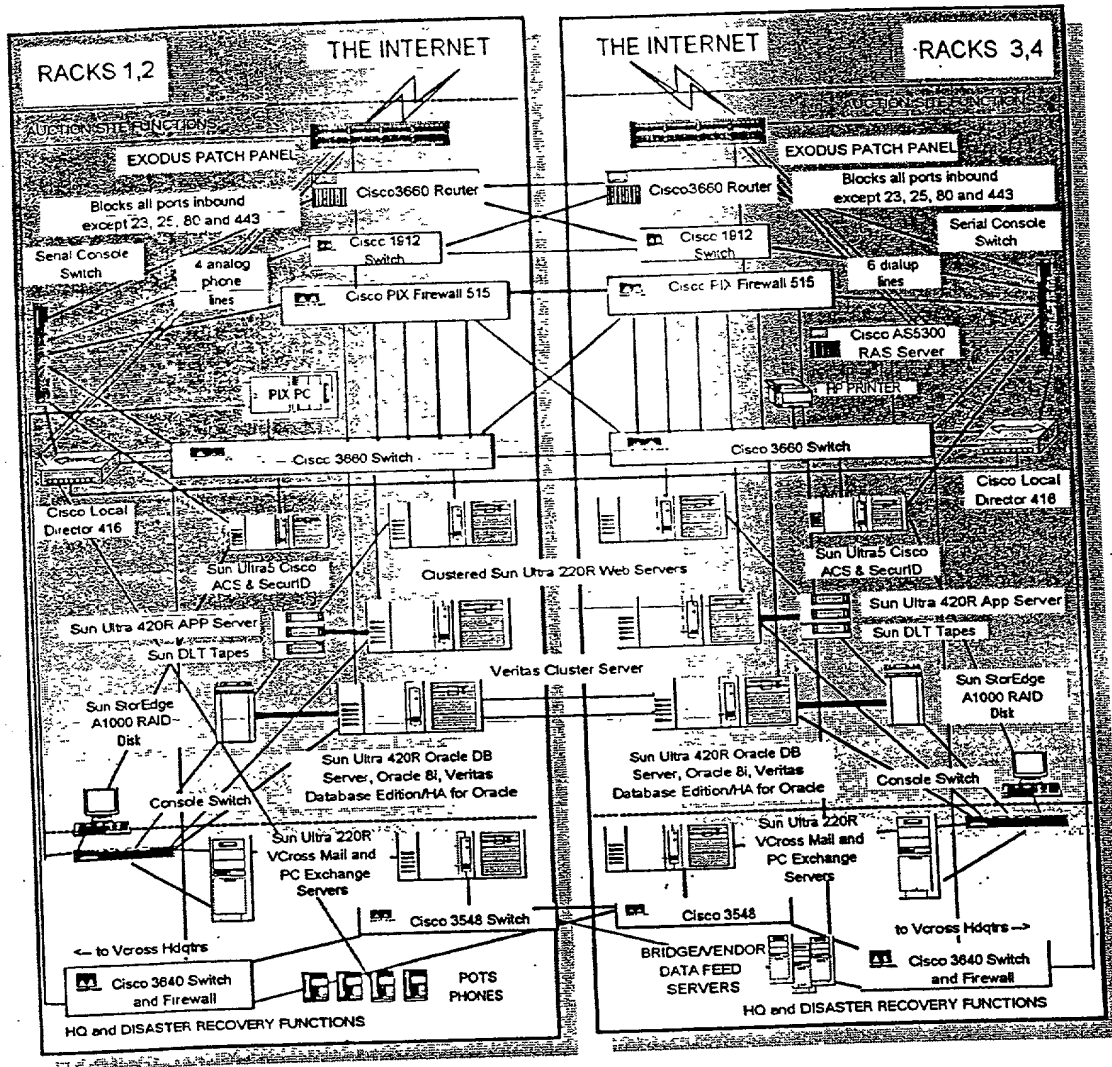 RACKS 1,2
THE INTERNET
AUCTION SITE FUNCTIONS
EXODUS PATCH PANEL
Cisco3660 Router
Blocks all ports inbound
except 23, 25, 80 and 443
Serial Console
Switch
Cisco 1912
Switch
4 analog
phone
lines
Cisco PIX Firewall 515
PIX PC
Cisco 3660 Switch
Cisco Local
Director 416
Sun Ultra5 Cisco
ACS & SecurID
Clustered Sun Ultra 220R Web Servers
Sun Ultra 420R APP Server
Sun DLT Tapes
Veritas Cluster Server
Sun StorEdge
A1000 RAID
Disk
Sun Ultra 420R Oracle DB
Server, Oracle 8i, Veritas
Database Edition/HA for Oracle
Console Switch
Sun Ultra 220R
VCross Mail and
PC Exchange
Servers
Cisco 3548 Switch
<-- to Vcross Hdqtrs
Cisco 3640 Switch
and Firewall
POTS
PHONES
HQ and DISASTER RECOVERY FUNCTIONS
THE INTERNET
RACKS 3,4
AUCTION SITE FUNCTIONS
EXODUS PATCH PANEL
Cisco3660 Router
Blocks all ports inbound
except 23, 25, 80 and 443
Serial Console
Switch
Cisco 1912
Switch
6 dialup
lines
Cisco PIX Firewall 515
Cisco AS5300
RAS Server
HP PRINTER
Cisco 3660 Switch
Cisco Local
Director 416
Sun Ultra5 Cisco
ACS & SecurID
Sun Ultra 420R App Server
Sun DLT Tapes
Sun StorEdge
A1000 RAID
Disk
Sun Ultra 420R Oracle DB
Server, Oracle 8i, Veritas
Database Edition/HA for Oracle
Console Switch
Sun Ultra 220R
VCross Mail and
PC Exchange
Servers
Cisco 3548
to Vcross Hdqtrs -->
BRIDGE/VENDOR
DATA FEED
SERVERS
Cisco 3640 Switch
and Firewall
HQ and DISASTER RECOVERY FUNCTIONS